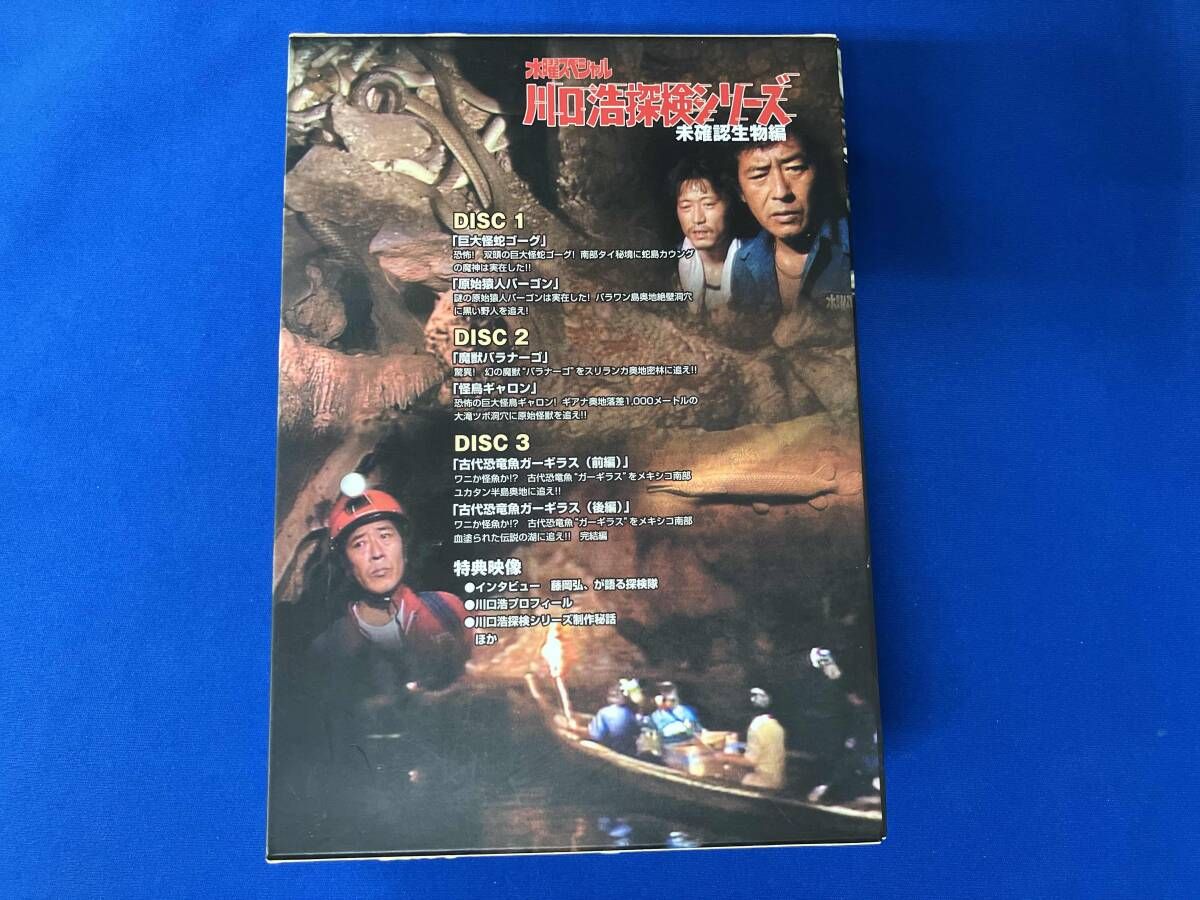 水曜スペシャル
川口浩探検シリーズ
未確認生物編
DISC 1
「巨大怪蛇ゴーグ」
恐怖! 双頭の巨大怪蛇ゴーグ! 南部タイ秘境に蛇島カウング
の魔神は実在した!!
「原始猿人バーゴン」
謎の原始猿人バーゴンは実在した! パラワン島奥地絶壁洞穴
に黒い野人を追え!
DISC 2
「魔獣バラナーゴ」
驚異! 幻の魔獣"バラナーゴ"をスリランカ奥地密林に追え!!
「怪鳥ギャロン」
恐怖の巨大怪鳥ギャロン! ギアナ奥地落差1,000メートルの
大滝ツボ洞穴に原始怪獣を追え!!
DISC 3
「古代恐竜魚ガーギラス(前編)」
ワニか怪魚か!? 古代恐竜魚"ガーギラス"をメキシコ南部
ユカタン半島奥地に追え!!
「古代恐竜魚ガーギラス(後編)」
ワニか怪魚か!? 古代恐竜魚"ガーギラス"をメキシコ南部
血塗られた伝説の湖に追え!! 完結編
特典映像
●インタビュー 藤岡弘、が語る探検隊
●川口浩プロフィール
●川口浩探検シリーズ制作秘話
ほか